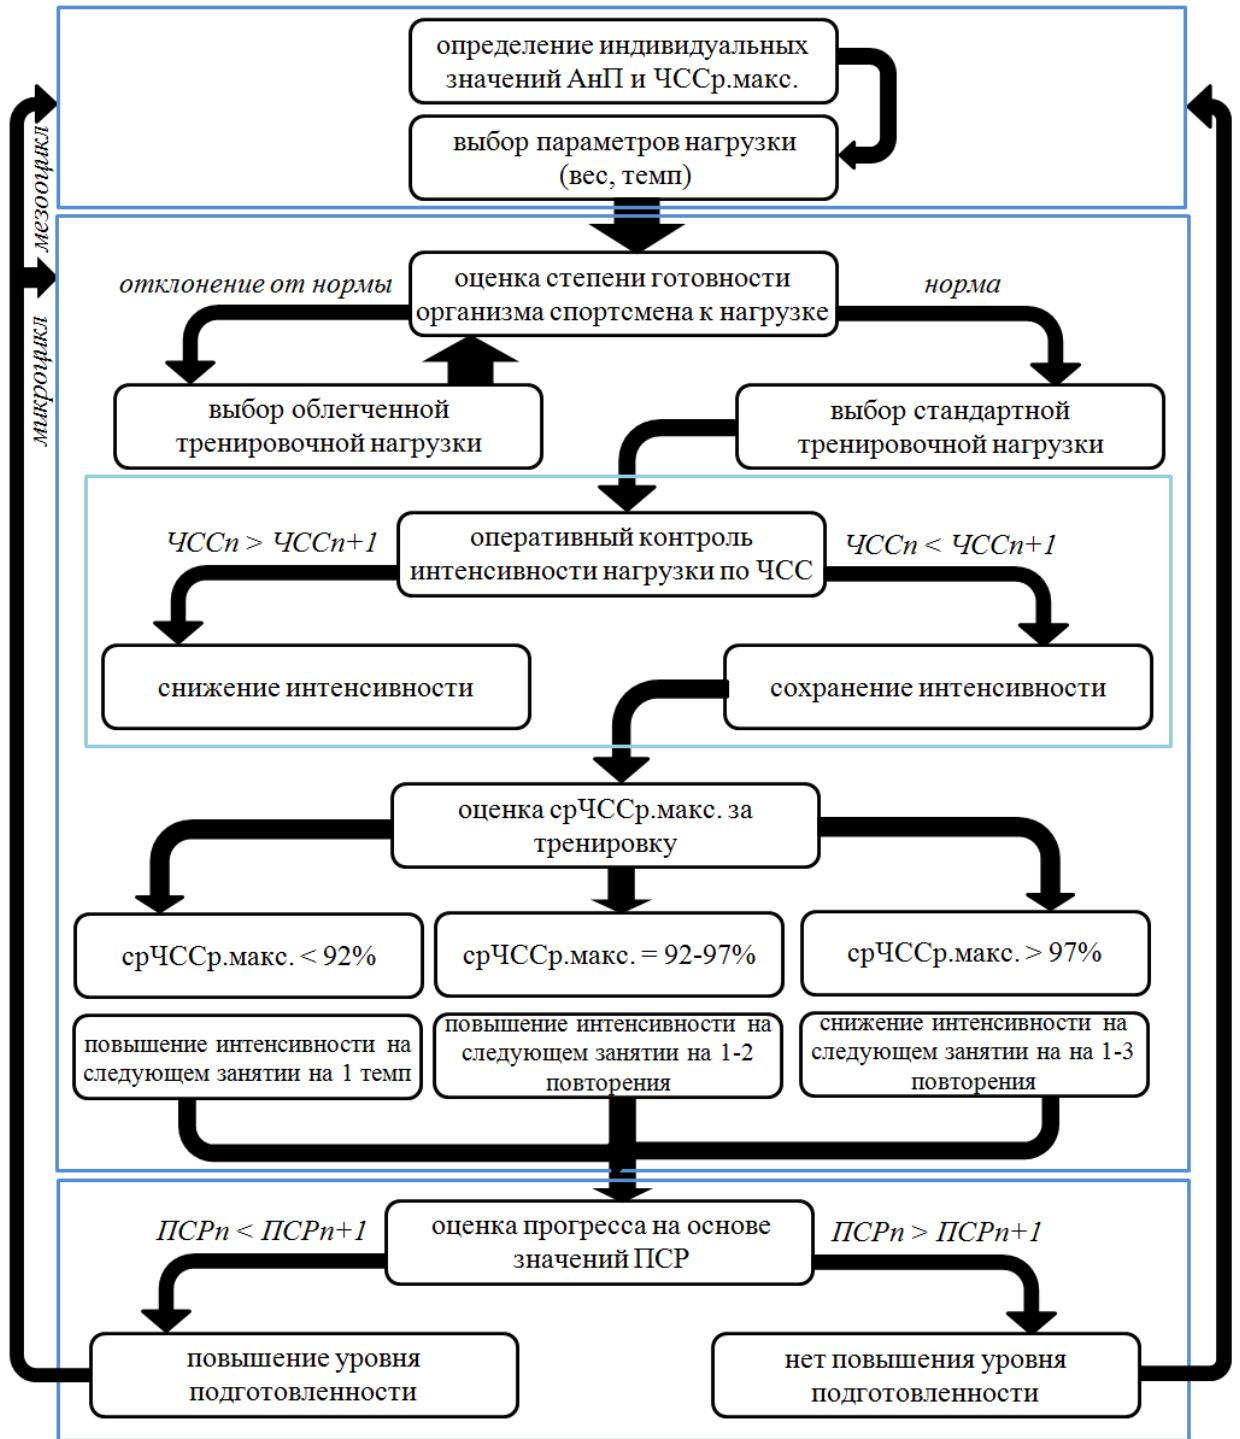 определение индивидуальных
значений АнП и ЧССр.макс.
выбор параметров нагрузки
(вес, темп)
мезооцикл
микроцикл
оценка степени готовности
организма спортсмена к нагрузке
отклонение от нормы
норма
выбор облегченной
тренировочной нагрузки
выбор стандартной
тренировочной нагрузки
ЧССn > ЧССn+1
оперативный контроль
интенсивности нагрузки по ЧСС
ЧССn < ЧССn+1
снижение интенсивности
сохранение интенсивности
оценка срЧССр.макс. за
тренировку
срЧССр.макс. < 92%
срЧССр.макс. = 92-97%
срЧССр.макс. > 97%
повышение интенсивности на
следующем занятии на 1 темп
повышение интенсивности на
следующем занятии на 1-2
повторения
снижение интенсивности на
следующем занятии на на 1-3
повторения
ПСРn < ПСРn+1
оценка прогресса на основе
значений ПСР
ПСРn > ПСРn+1
повышение уровня
подготовленности
нет повышения уровня
подготовленности